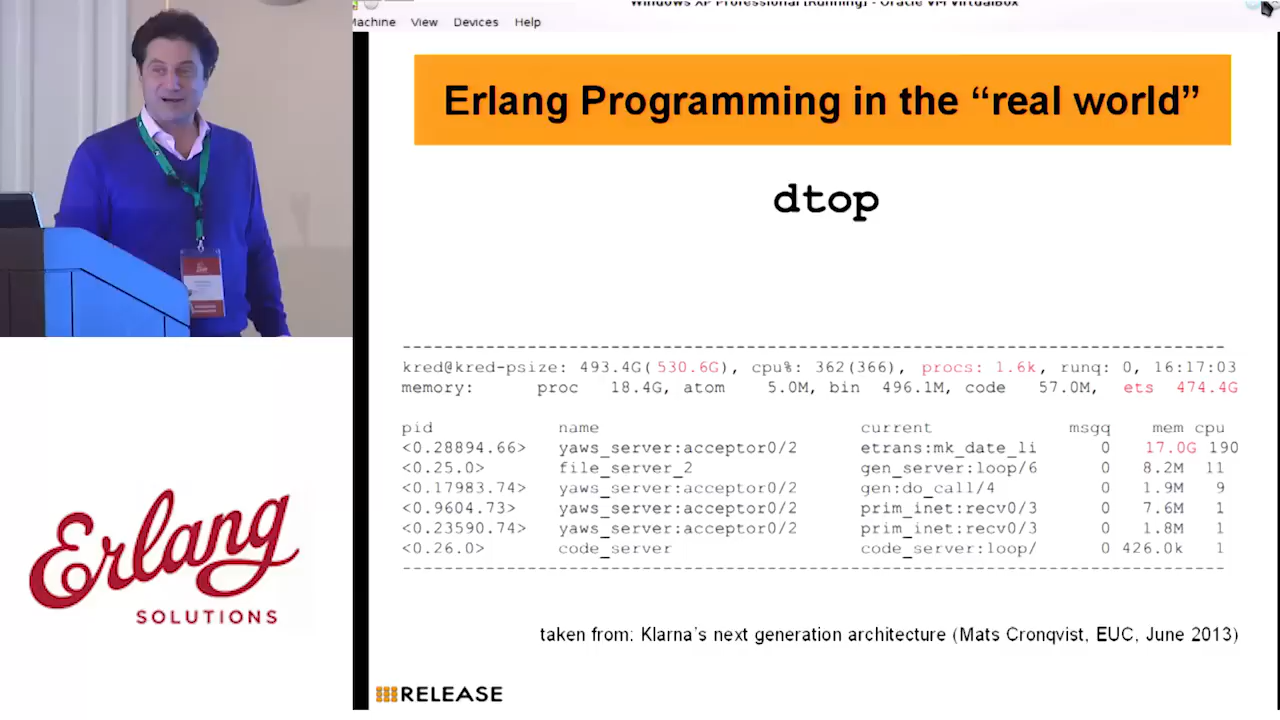 Windows XP Professional [Running] - Oracle VM VirtualBox
Machine View Devices Help
Erlang Programming in the “real world”
dtop
--------------------------------------------------------------------------------
kred@kred-psize: 493.4G(530.6G), cpu%: 362(366), procs: 1.6k, runq: 0, 16:17:03
memory: proc 18.4G, atom 5.0M, bin 496.1M, code 57.0M, ets 474.4G
pid name current msgq mem cpu
<0.28894.66> yaws_server:acceptor0/2 etrans:mk_date_li 0 17.0G 190
<0.25.0> file_server_2 gen_server:loop/6 0 8.2M 11
<0.17983.74> yaws_server:acceptor0/2 gen:do_call/4 0 1.9M 9
<0.9604.73> yaws_server:acceptor0/2 prim_inet:recv0/3 0 7.6M 1
<0.23590.74> yaws_server:acceptor0/2 prim_inet:recv0/3 0 1.8M 1
<0.26.0> code_server code_server:loop/ 0 426.0k 1
--------------------------------------------------------------------------------
taken from: Klarna’s next generation architecture (Mats Cronqvist, EUC, June 2013)
RELEASE
Erlang
SOLUTIONS